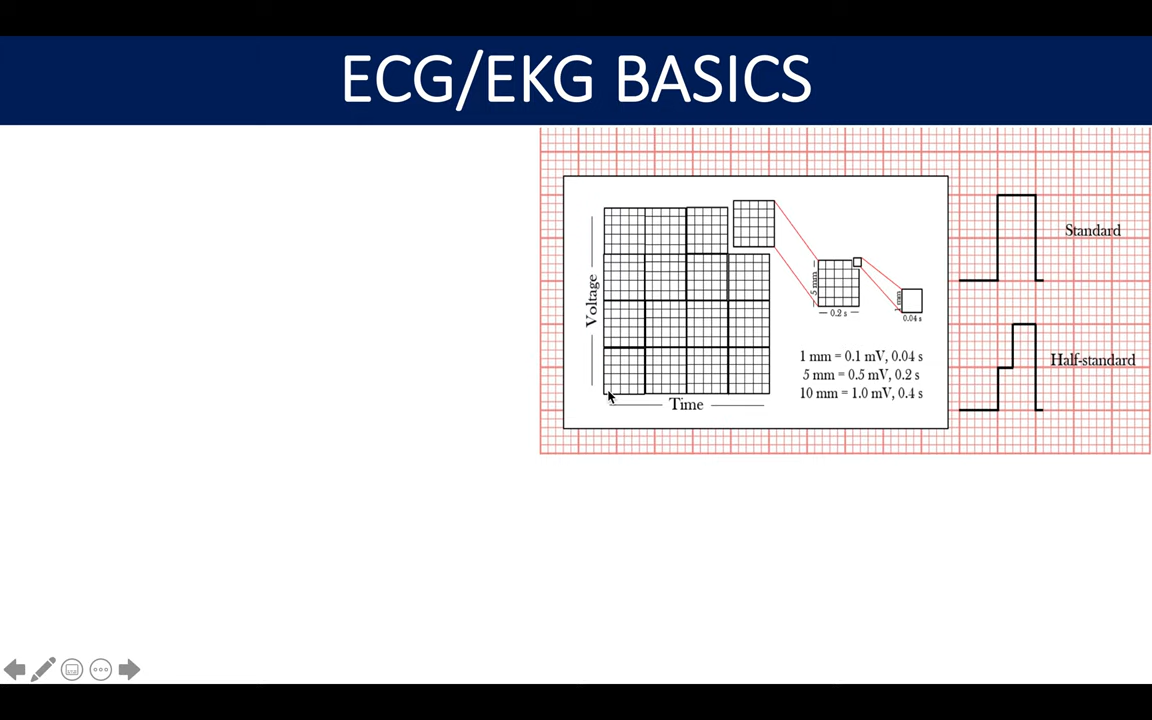 ECG/EKG BASICS
Voltage
Time
5 mm
0.2 s
1 mm
0.04 s
1 mm = 0.1 mV, 0.04 s
5 mm = 0.5 mV, 0.2 s
10 mm = 1.0 mV, 0.4 s
Standard
Half-standard